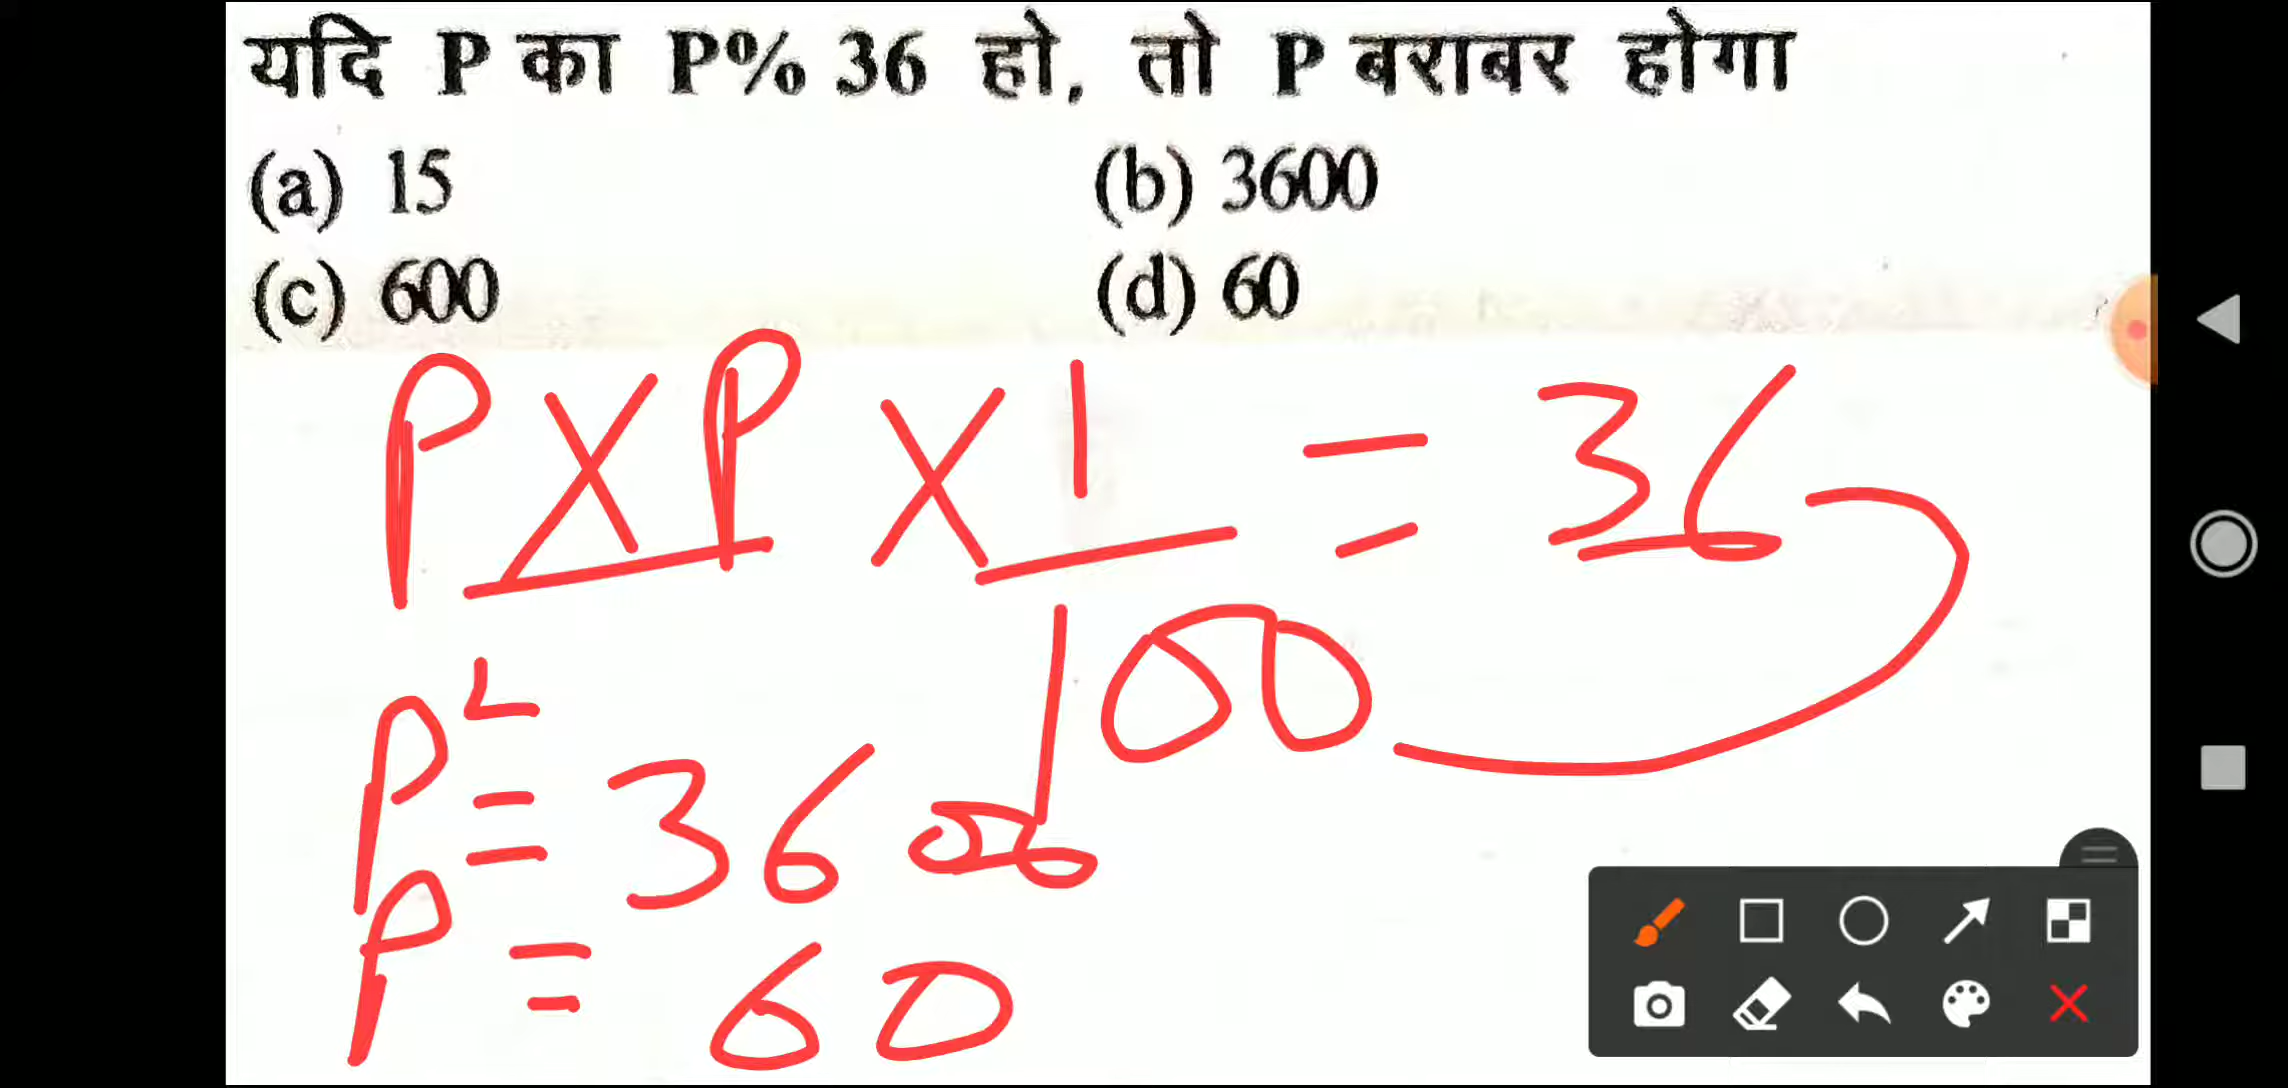 यदि P का P% 36 हो, तो P बराबर होगा
(a) 15 (b) 3600
(c) 600 (d) 60
P × P × 1/100 = 36
P² = 3600
P = 60